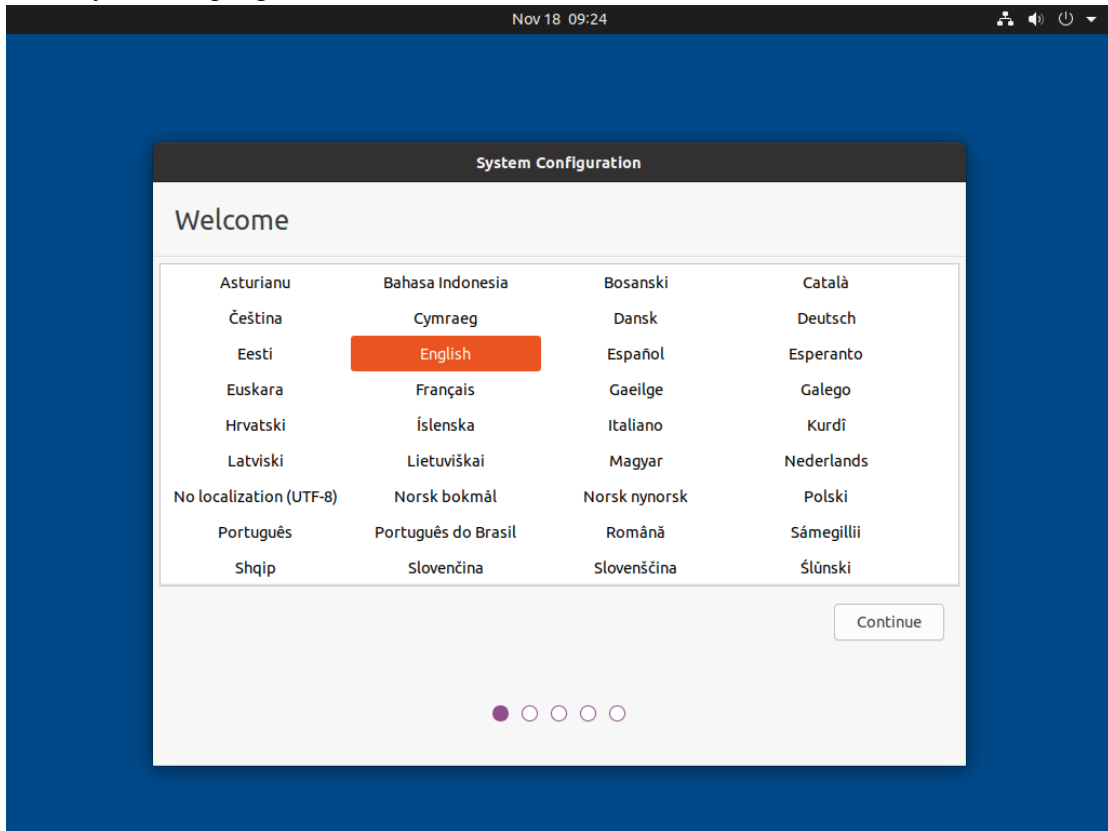 Nov 18 09:24
System Configuration
Welcome
Asturianu Bahasa Indonesia Bosanski Català
Čeština Cymraeg Dansk Deutsch
Eesti English Español Esperanto
Euskara Français Gaeilge Galego
Hrvatski Íslenska Italiano Kurdî
Latviski Lietuviškai Magyar Nederlands
No localization (UTF-8) Norsk bokmål Norsk nynorsk Polski
Português Português do Brasil Română Sámegillii
Shqip Slovenčina Slovenščina Ślůnski
Continue